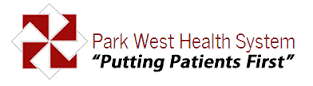 Park West Health System
“Putting Patients First”